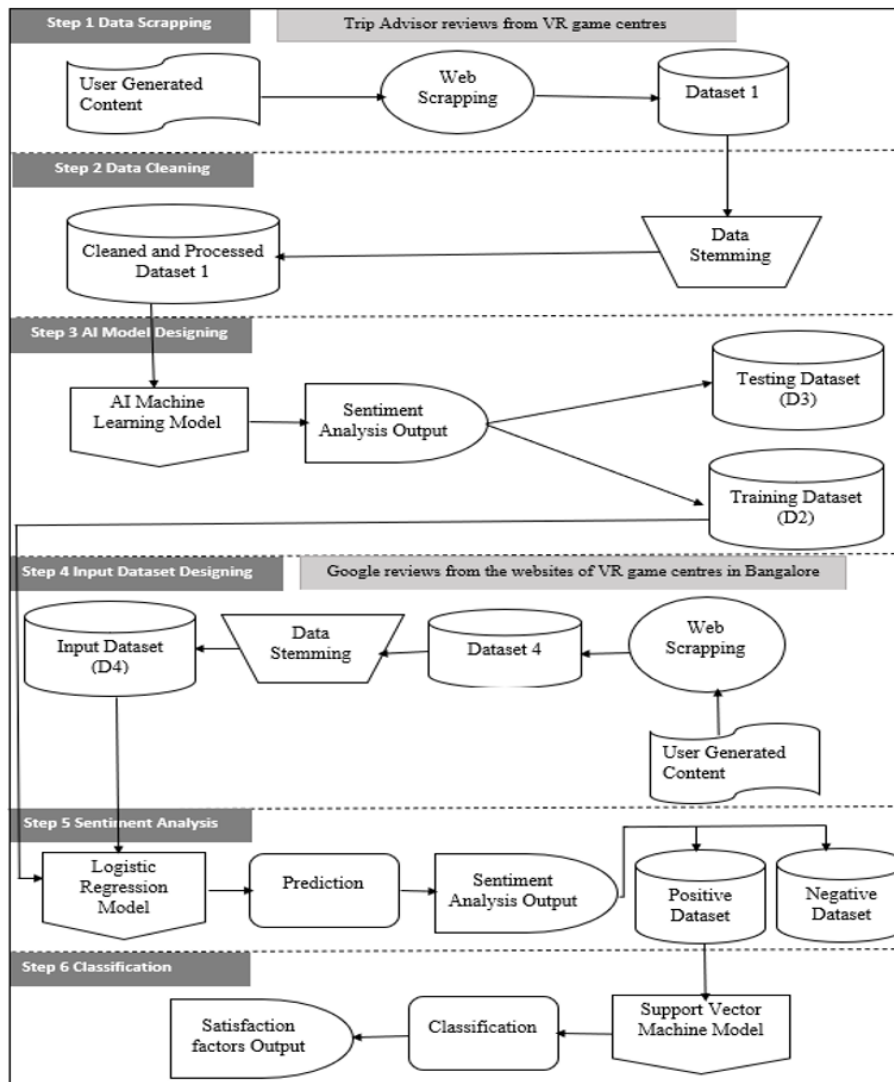 Step 1 Data Scrapping
Trip Advisor reviews from VR game centres
User Generated
Content
Web
Scrapping
Dataset 1
Step 2 Data Cleaning
Cleaned and Processed
Dataset 1
Data
Stemming
Step 3 AI Model Designing
AI Machine
Learning Model
Sentiment
Analysis Output
Testing Dataset
(D3)
Training Dataset
(D2)
Step 4 Input Dataset Designing
Google reviews from the websites of VR game centres in Bangalore
Input Dataset
(D4)
Data
Stemming
Dataset 4
Web
Scrapping
User Generated
Content
Step 5 Sentiment Analysis
Logistic
Regression
Model
Prediction
Sentiment
Analysis Output
Positive
Dataset
Negative
Dataset
Step 6 Classification
Satisfaction
factors Output
Classification
Support Vector
Machine Model